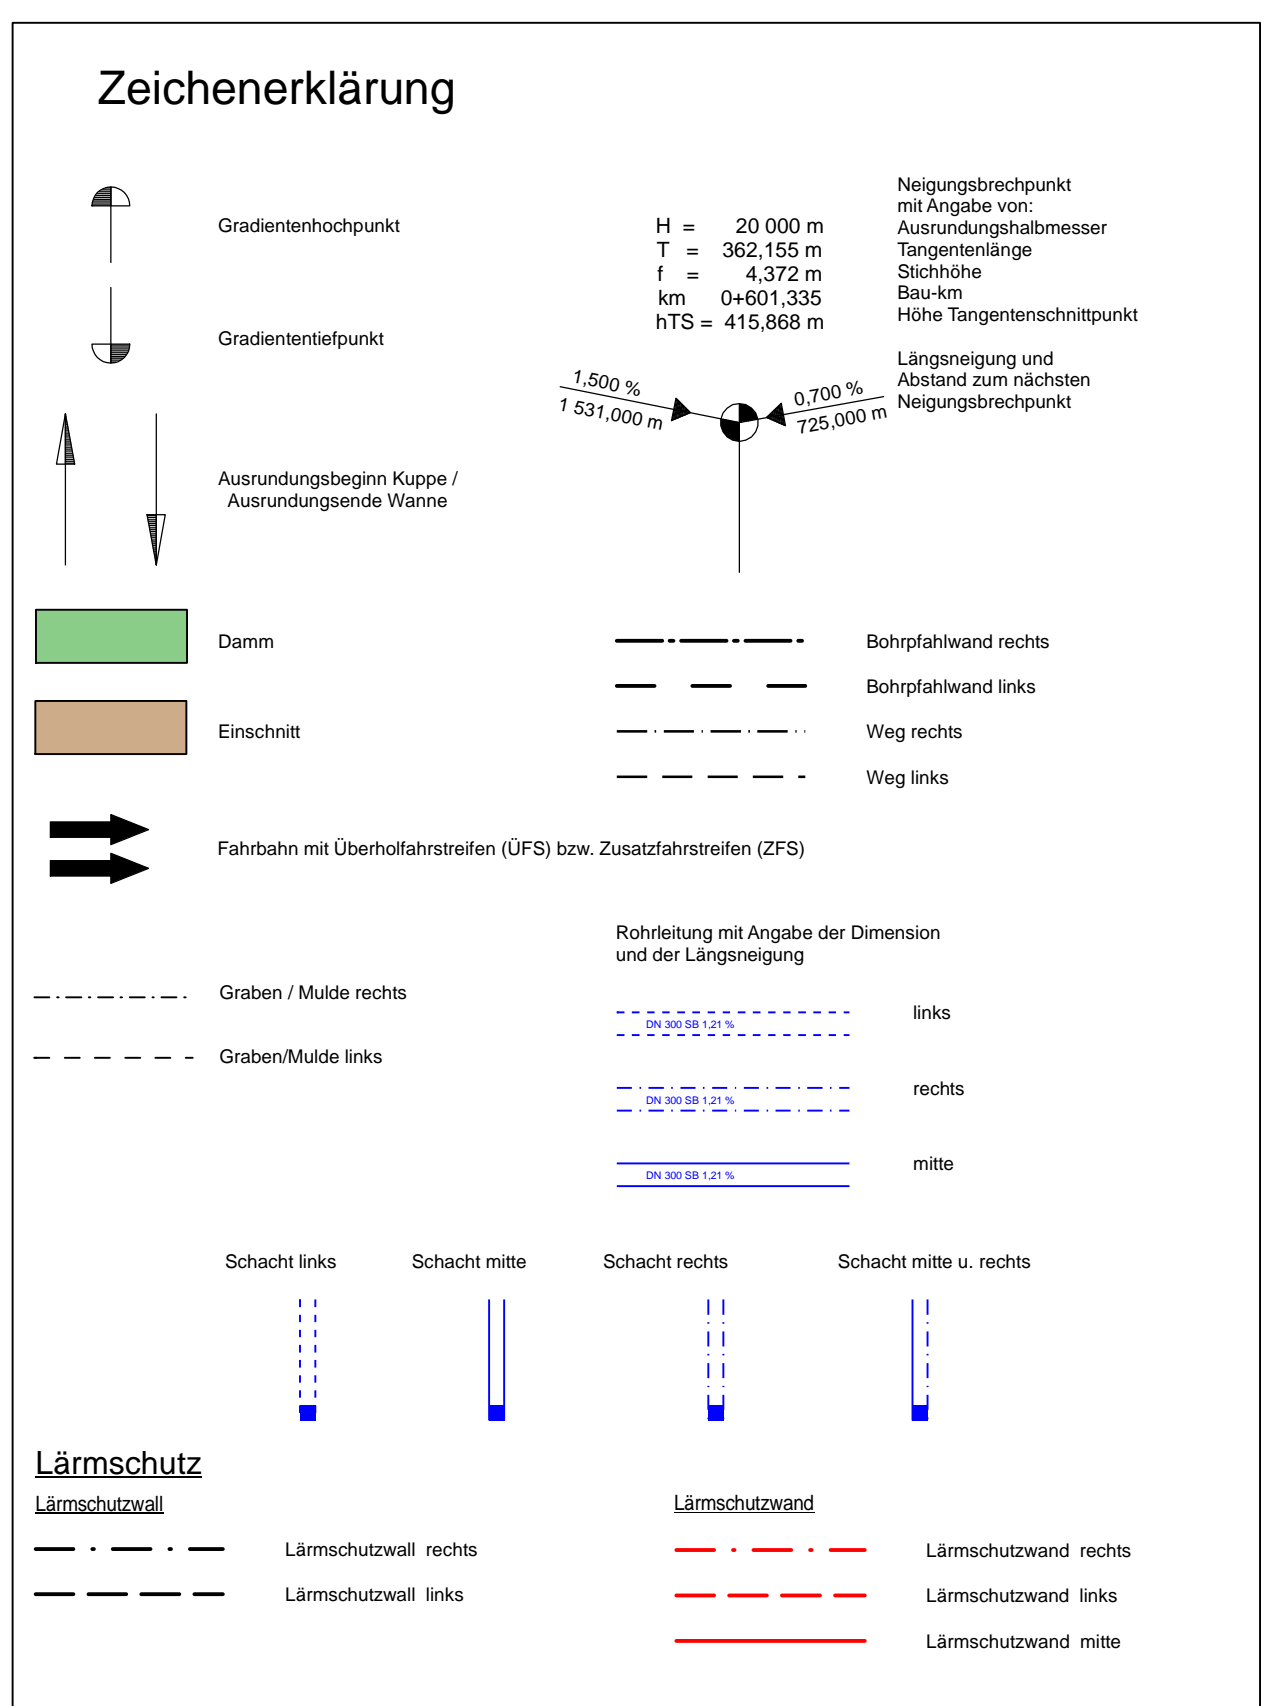 Zeichenerklärung
Gradientenhochpunkt
Gradiententiefpunkt
Ausrundungsbeginn Kuppe /
Ausrundungsende Wanne
H = 20 000 m
T = 362,155 m
f = 4,372 m
km 0+601,335
hTS = 415,868 m
Neigungsbrechpunkt
mit Angabe von:
Ausrundungshalbmesser
Tangentenlänge
Stichhöhe
Bau-km
Höhe Tangentenschnittpunkt
Längsneigung und
Abstand zum nächsten
Neigungsbrechpunkt
1,500 %
1 531,000 m
0,700 %
725,000 m
Damm
Einschnitt
Bohrpfahlwand rechts
Bohrpfahlwand links
Weg rechts
Weg links
Fahrbahn mit Überholfahrstreifen (ÜFS) bzw. Zusatzfahrstreifen (ZFS)
Graben / Mulde rechts
Graben/Mulde links
Rohrleitung mit Angabe der Dimension
und der Längsneigung
DN 300 SB 1,21 %
links
DN 300 SB 1,21 %
rechts
DN 300 SB 1,21 %
mitte
Schacht links
Schacht mitte
Schacht rechts
Schacht mitte u. rechts
Lärmschutz
Lärmschutzwall
Lärmschutzwall rechts
Lärmschutzwall links
Lärmschutzwand
Lärmschutzwand rechts
Lärmschutzwand links
Lärmschutzwand mitte